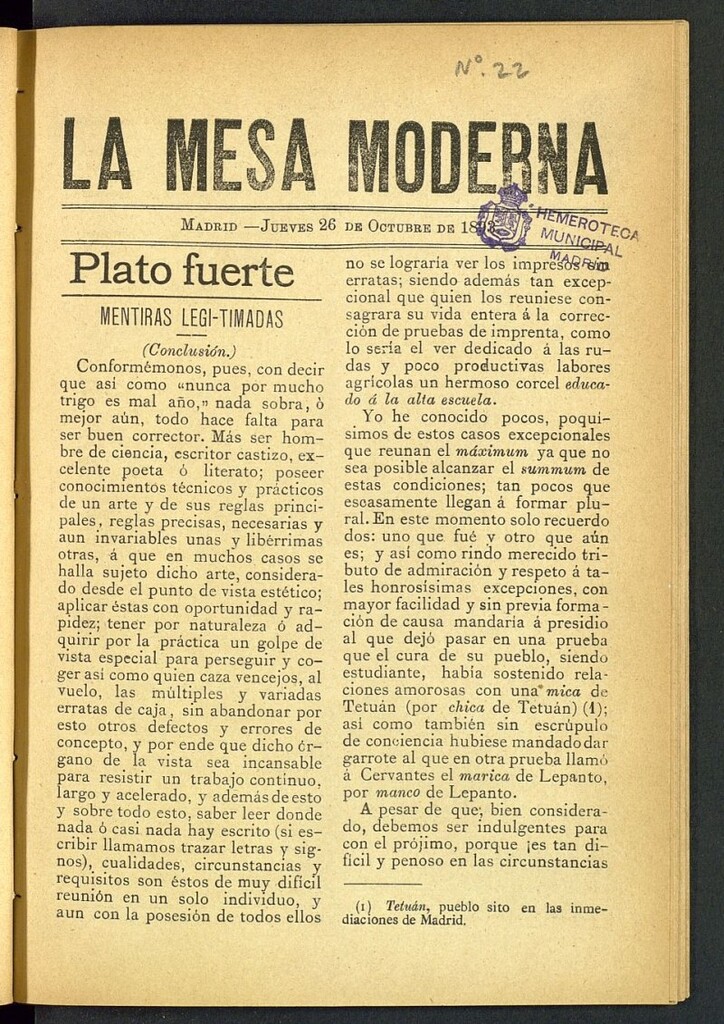 Nº. 22
LA MESA MODERNA
MADRID —JUEVES 26 DE OCTUBRE DE 1893.
HEMEROTECA
MUNICIPAL
MADRID
Plato fuerte
MENTIRAS LEGI-TIMADAS
(Conclusión.)
Conformémonos, pues, con decir
que así como «nunca por mucho
trigo es mal año,» nada sobra, ò
mejor aún, todo hace falta para
ser buen corrector. Más ser hom-
bre de ciencia, escritor castizo, ex-
celente poeta ó literato; poseer
conocimientos técnicos y prácticos
de un arte y de sus reglas princi-
pales, reglas precisas, necesarias y
aun invariables unas y libérrimas
otras, á que en muchos casos se
halla sujeto dicho arte, considera-
do desde el punto de vista estético;
aplicar éstas con oportunidad y ra-
pidez; tener por naturaleza ó ad-
quirir por la práctica un golpe de
vista especial para perseguir y co-
ger así como quien caza vencejos, al
vuelo, las múltiples y variadas
erratas de caja, sin abandonar por
esto otros defectos y errores de
concepto, y por ende que dicho ór-
gano de la vista sea incansable
para resistir un trabajo continuo,
largo y acelerado, y además de esto
y sobre todo esto, saber leer donde
nada ó casi nada hay escrito (si es-
cribir llamamos trazar letras y sig-
nos), cualidades, circunstancias y
requisitos son éstos de muy difícil
reunión en un solo individuo, y
aun con la posesión de todos ellos
no se lograría ver los impresos sin
erratas; siendo además tan excep-
cional que quien los reuniese con-
sagrara su vida entera á la correc-
ción de pruebas de imprenta, como
lo sería el ver dedicado á las ru-
das y poco productivas labores
agrícolas un hermoso corcel educa-
do á la alta escuela.
Yo he conocido pocos, poquí-
simos de estos casos excepcionales
que reunan el máximum ya que no
sea posible alcanzar el summum de
estas condiciones; tan pocos que
escasamente llegan á formar plu-
ral. En este momento solo recuerdo
dos: uno que fué y otro que aún
es; y así como rindo merecido tri-
buto de admiración y respeto á ta-
les honrosísimas excepciones, con
mayor facilidad y sin previa forma-
ción de causa mandaría á presidio
al que dejó pasar en una prueba
que el cura de su pueblo, siendo
estudiante, había sostenido rela-
ciones amorosas con una mica de
Tetuán (por chica de Tetuán) (1);
así como también sin escrúpulo
de conciencia hubiese mandado dar
garrote al que en otra prueba llamó
á Cervantes el marica de Lepanto,
por manco de Lepanto.
A pesar de que, bien considera-
do, debemos ser indulgentes para
con el prójimo, porque ¡es tan di-
fícil y penoso en las circunstancias
(1) Tetuán, pueblo sito en las inme-
diaciones de Madrid.